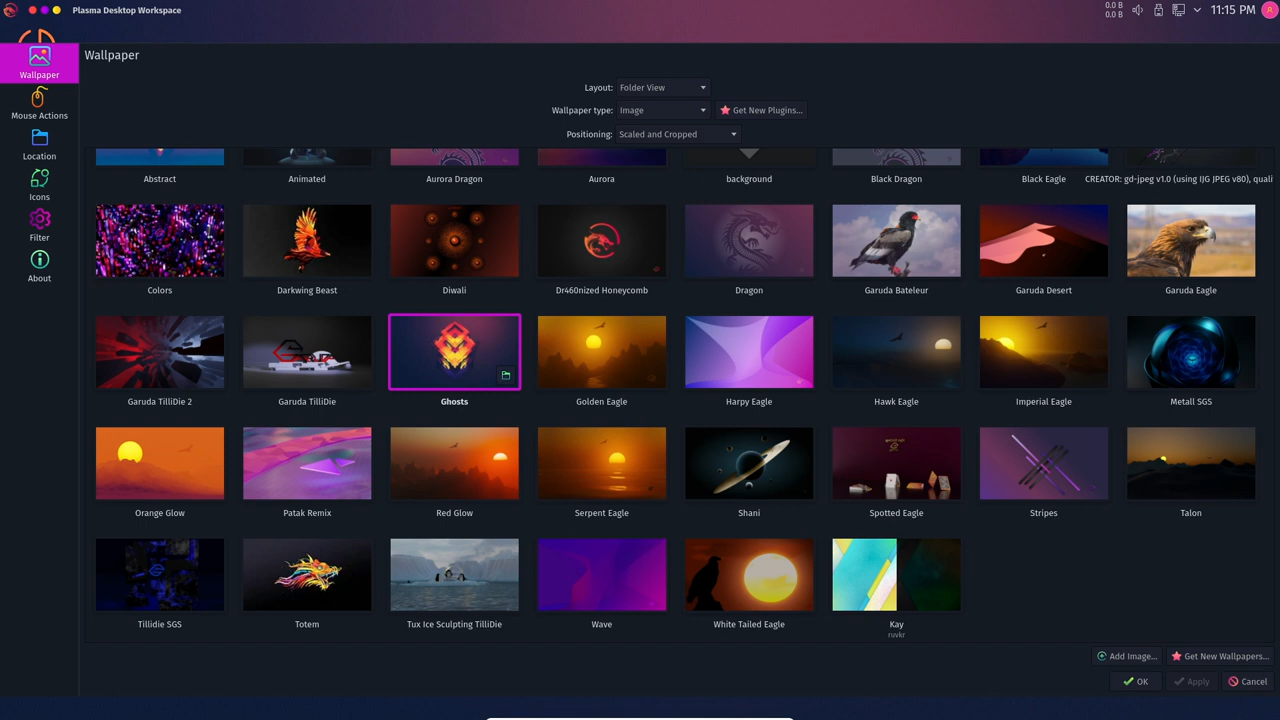 Plasma Desktop Workspace
0.0 B
0.0 B
11:15 PM
Wallpaper
Mouse Actions
Location
Icons
Filter
About
Wallpaper
Layout: Folder View
Wallpaper type: Image Get New Plugins...
Positioning: Scaled and Cropped
Abstract Animated Aurora Dragon Aurora background Black Dragon Black Eagle CREATOR: gd-jpeg v1.0 (using IJG JPEG v80), quali
Colors Darkwing Beast Diwali Dr460nized Honeycomb Dragon Garuda Bateleur Garuda Desert Garuda Eagle
Garuda TilliDie 2 Garuda TilliDie Ghosts Golden Eagle Harpy Eagle Hawk Eagle Imperial Eagle Metall SGS
Orange Glow Patak Remix Red Glow Serpent Eagle Shani Spotted Eagle Stripes Talon
Tillidie SGS Totem Tux Ice Sculpting TilliDie Wave White Tailed Eagle Kay
ruvkr
Add Image... Get New Wallpapers...
OK Apply Cancel